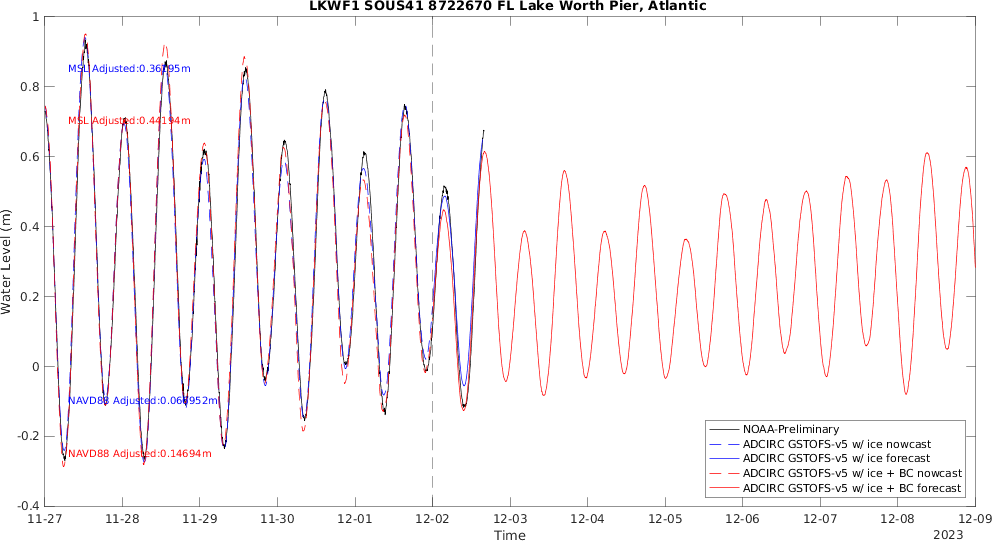 LKWF1 SOUS41 8722670 FL Lake Worth Pier, Atlantic
1
0.8
0.6
0.4
0.2
0
-0.2
-0.4
Water Level (m)
MSL Adjusted:0.36195m
MSL Adjusted:0.44194m
NAVD88 Adjusted:0.066952m
NAVD88 Adjusted:0.14694m
NOAA-Preliminary
ADCIRC GSTOFS-v5 w/ ice nowcast
ADCIRC GSTOFS-v5 w/ ice forecast
ADCIRC GSTOFS-v5 w/ ice + BC nowcast
ADCIRC GSTOFS-v5 w/ ice + BC forecast
11-27 11-28 11-29 11-30 12-01 12-02 12-03 12-04 12-05 12-06 12-07 12-08 12-09
Time
2023